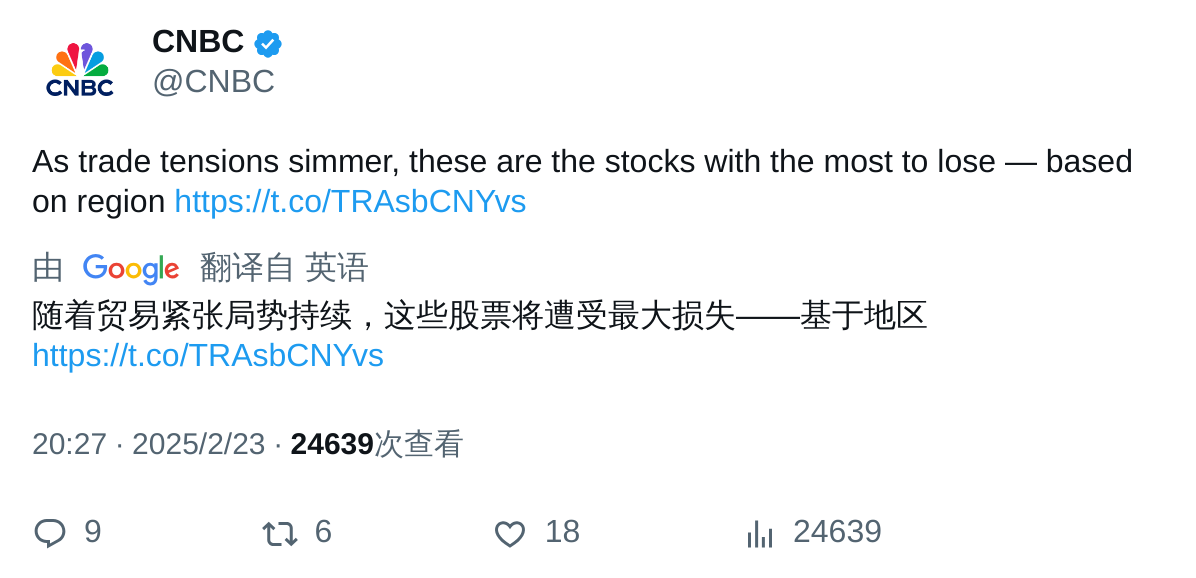 CNBC
CNBC
@CNBC
As trade tensions simmer, these are the stocks with the most to lose — based
on region https://t.co/TRAsbCNYvs
由 Google 翻译自 英语
随着贸易紧张局势持续，这些股票将遭受最大损失——基于地区
https://t.co/TRAsbCNYvs
20:27 · 2025/2/23 · 24639次查看
9 6 18 24639